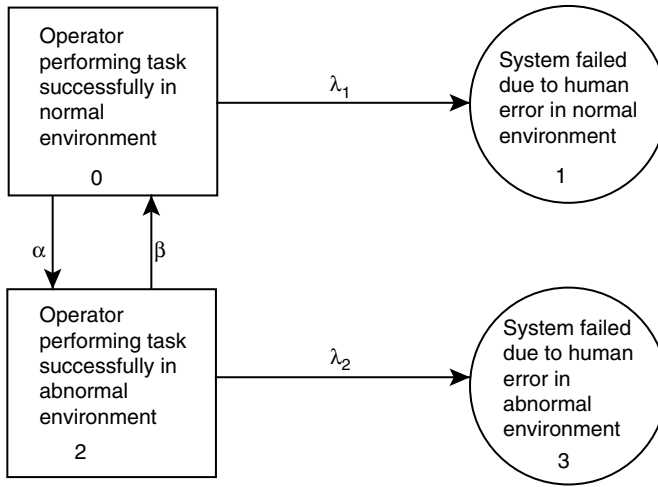 Operator
performing task
successfully in
normal
environment
0
λ1
System failed
due to human
error in normal
environment
1
α
β
Operator
performing task
successfully in
abnormal
environment
2
λ2
System failed
due to human
error in
abnormal
environment
3